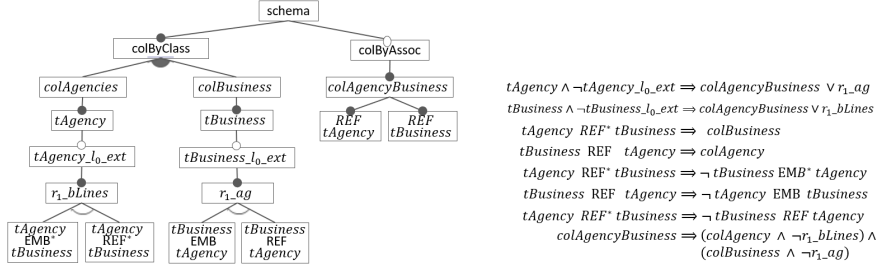 schema
colByClass
colByAssoc
colAgencies
colBusiness
colAgencyBusiness
tAgency
tBusiness
REF tAgency
REF tBusiness
tAgency_l₀_ext
tBusiness_l₀_ext
r₁_bLines
r₁_ag
tAgency EMB* tBusiness
tAgency REF* tBusiness
tBusiness EMB tAgency
tBusiness REF tAgency
tAgency ∧ ¬tAgency_l₀_ext ⟹ colAgencyBusiness ∨ r₁_ag
tBusiness ∧ ¬tBusiness_l₀_ext ⟹ colAgencyBusiness ∨ r₁_bLines
tAgency REF* tBusiness ⟹ colBusiness
tBusiness REF tAgency ⟹ colAgency
tAgency REF* tBusiness ⟹ ¬ tBusiness EMB* tAgency
tBusiness REF tAgency ⟹ ¬ tAgency EMB tBusiness
tAgency REF* tBusiness ⟹ ¬ tBusiness REF tAgency
colAgencyBusiness ⟹ (colAgency ∧ ¬r₁_bLines) ∧
(colBusiness ∧ ¬r₁_ag)